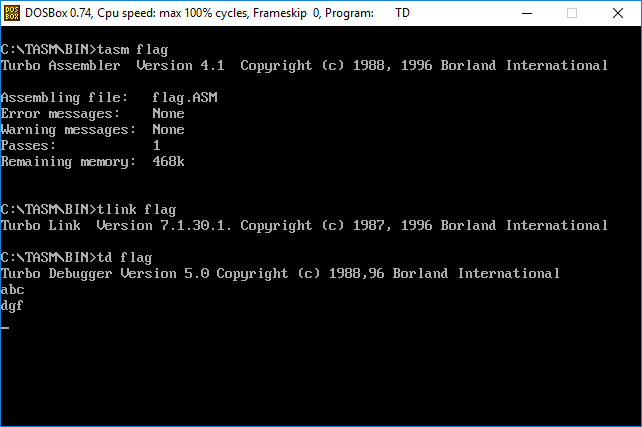 DOS BOX DOSBox 0.74, Cpu speed: max 100% cycles, Frameskip 0, Program: TD
C:\TASM\BIN>tasm flag
Turbo Assembler Version 4.1 Copyright (c) 1988, 1996 Borland International
Assembling file: flag.ASM
Error messages: None
Warning messages: None
Passes: 1
Remaining memory: 468k
C:\TASM\BIN>tlink flag
Turbo Link Version 7.1.30.1. Copyright (c) 1987, 1996 Borland International
C:\TASM\BIN>td flag
Turbo Debugger Version 5.0 Copyright (c) 1988,96 Borland International
abc
dgf